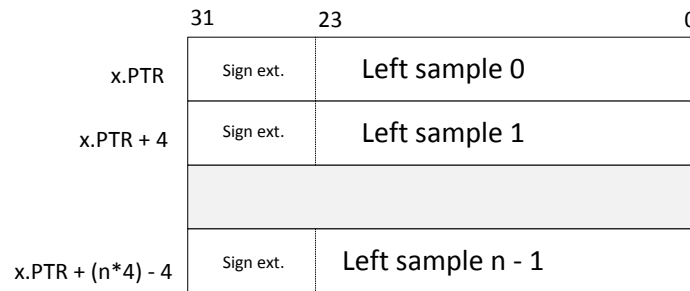 31 23 0
x.PTR Sign ext. Left sample 0
x.PTR + 4 Sign ext. Left sample 1
x.PTR + (n*4) - 4 Sign ext. Left sample n - 1